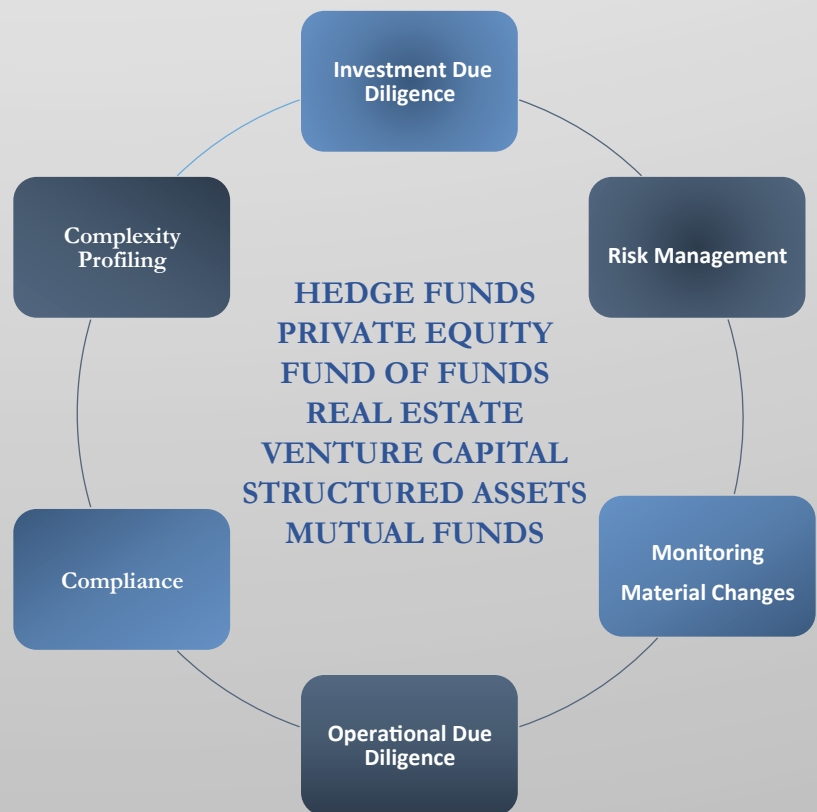 Investment Due
Diligence
Complexity
Profiling
Risk Management
HEDGE FUNDS
PRIVATE EQUITY
FUND OF FUNDS
REAL ESTATE
VENTURE CAPITAL
STRUCTURED ASSETS
MUTUAL FUNDS
Compliance
Monitoring
Material Changes
Operational Due
Diligence